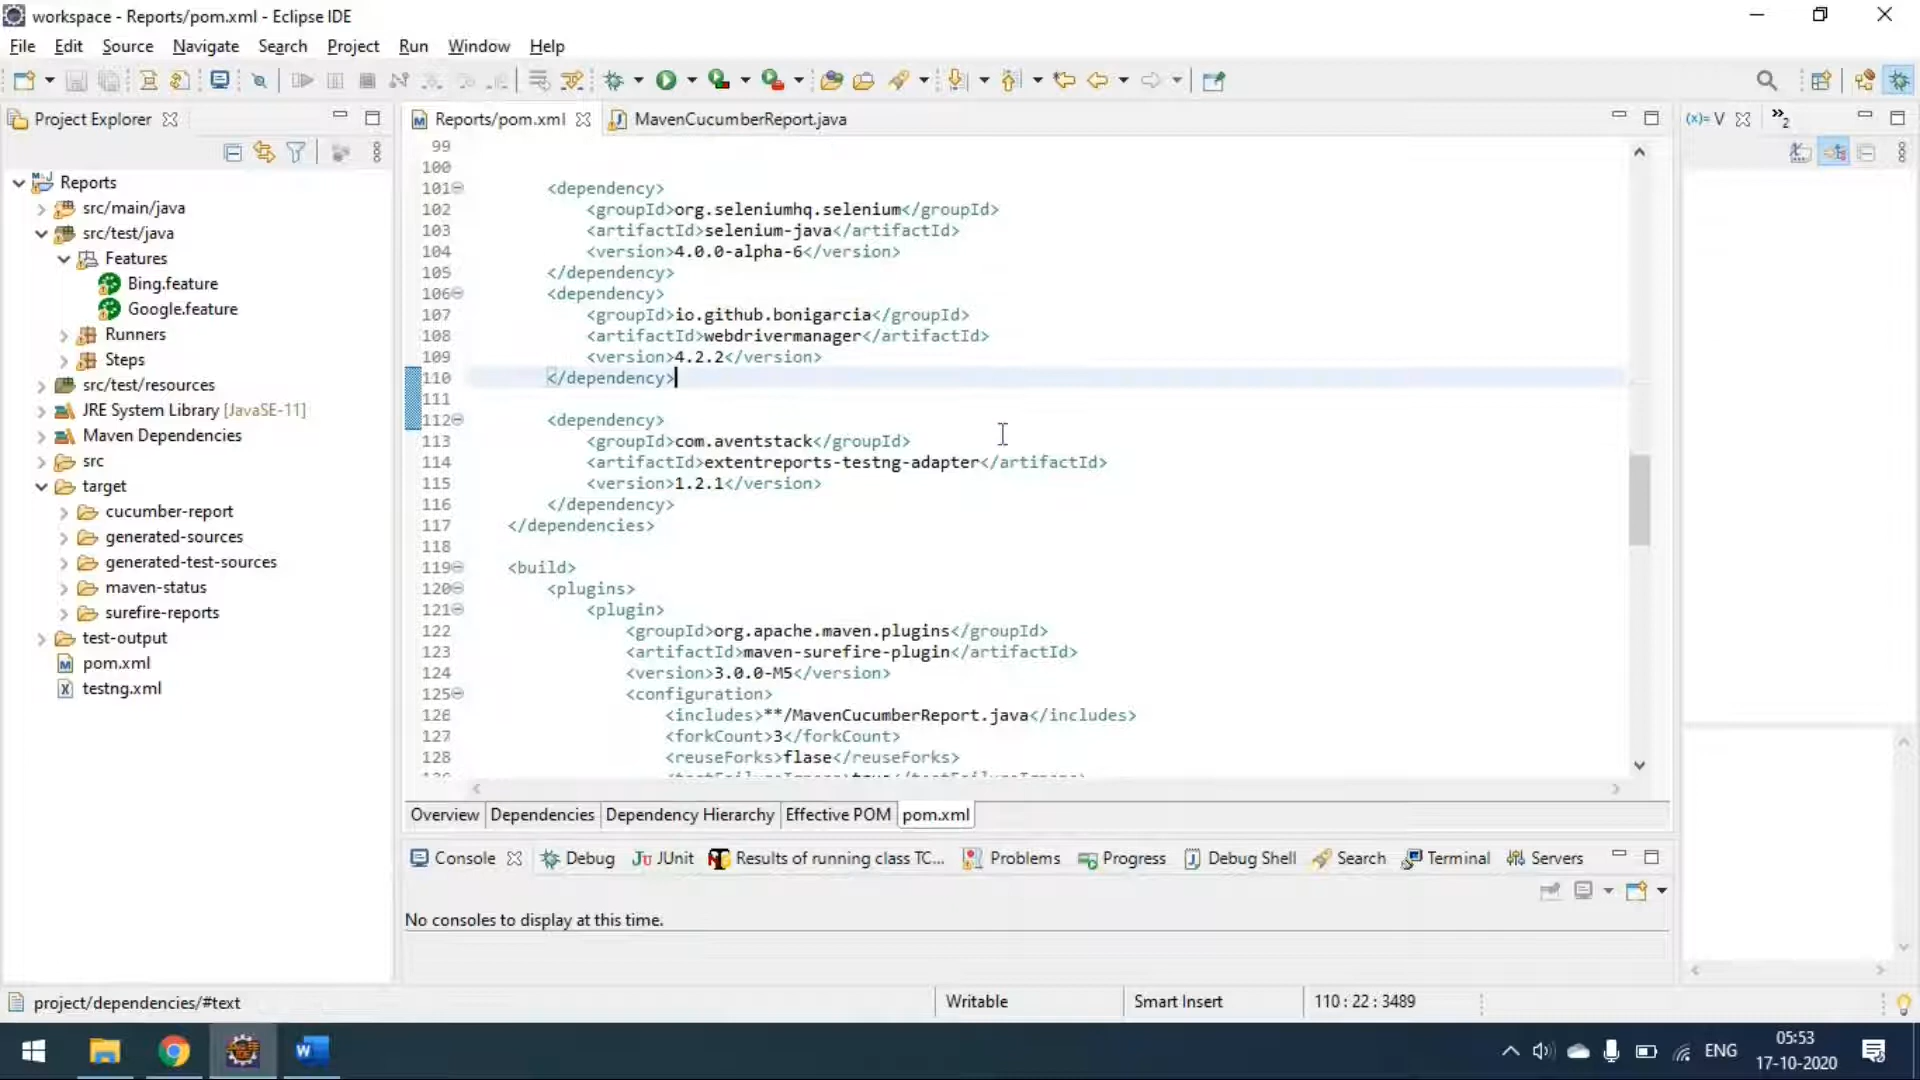 workspace - Reports/pom.xml - Eclipse IDE
File Edit Source Navigate Search Project Run Window Help
Project Explorer
Reports/pom.xml
MavenCucumberReport.java
(x)= V
»2
Reports
src/main/java
src/test/java
Features
Bing.feature
Google.feature
Runners
Steps
src/test/resources
JRE System Library [JavaSE-11]
Maven Dependencies
src
target
cucumber-report
generated-sources
generated-test-sources
maven-status
surefire-reports
test-output
pom.xml
testng.xml
99
100
101 <dependency>
102 <groupId>org.seleniumhq.selenium</groupId>
103 <artifactId>selenium-java</artifactId>
104 <version>4.0.0-alpha-6</version>
105 </dependency>
106 <dependency>
107 <groupId>io.github.bonigarcia</groupId>
108 <artifactId>webdrivermanager</artifactId>
109 <version>4.2.2</version>
110 </dependency>
111
112 <dependency>
113 <groupId>com.aventstack</groupId>
114 <artifactId>extentreports-testng-adapter</artifactId>
115 <version>1.2.1</version>
116 </dependency>
117 </dependencies>
118
119 <build>
120 <plugins>
121 <plugin>
122 <groupId>org.apache.maven.plugins</groupId>
123 <artifactId>maven-surefire-plugin</artifactId>
124 <version>3.0.0-M5</version>
125 <configuration>
126 <includes>**/MavenCucumberReport.java</includes>
127 <forkCount>3</forkCount>
128 <reuseForks>flase</reuseForks>
Overview Dependencies Dependency Hierarchy Effective POM pom.xml
Console Debug Ju JUnit Results of running class TC... Problems Progress Debug Shell Search Terminal Servers
No consoles to display at this time.
project/dependencies/#text
Writable
Smart Insert
110 : 22 : 3489
ENG
05:53
17-10-2020